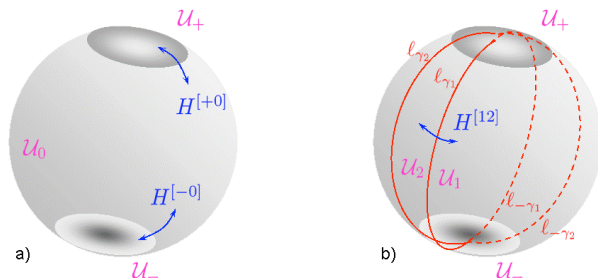 𝒰₊
H^{[+0]}
𝒰₀
H^{[−0]}
𝒰₋
a)
𝒰₊
ℓ_{γ₂}
ℓ_{γ₁}
H^{[12]}
𝒰₂
𝒰₁
ℓ_{−γ₁}
ℓ_{−γ₂}
𝒰₋
b)